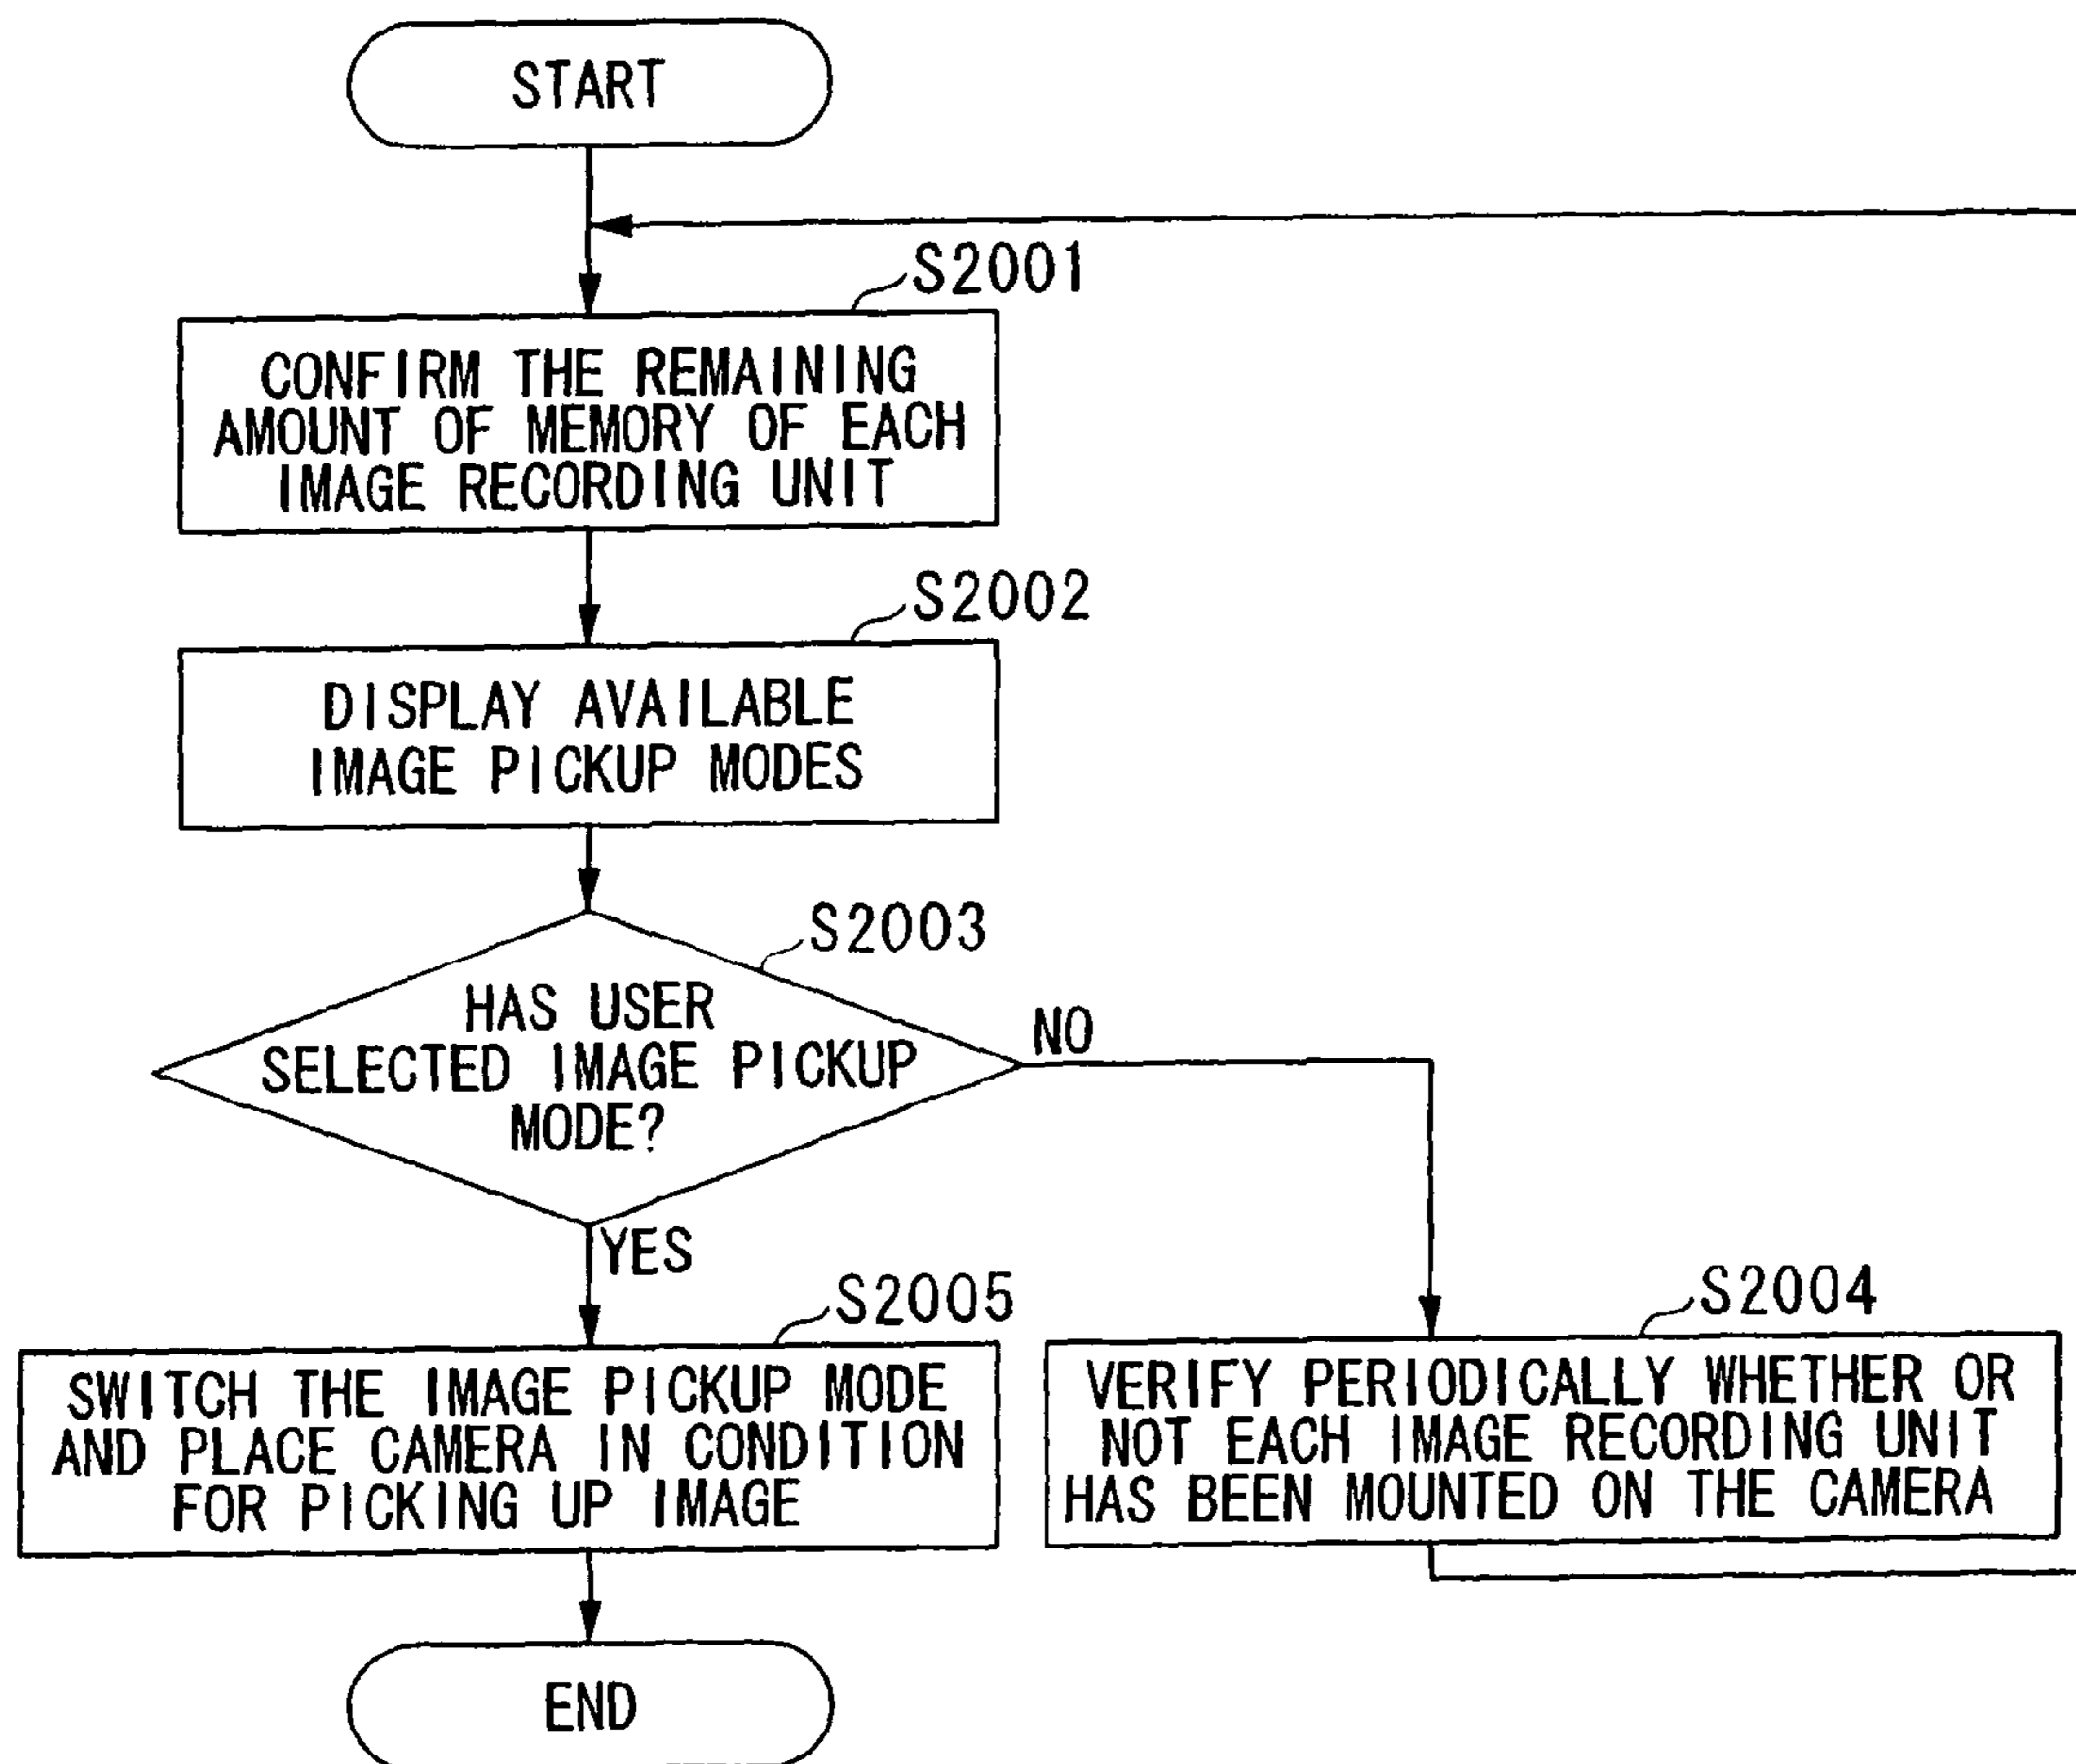 START
S2001
CONFIRM THE REMAINING
AMOUNT OF MEMORY OF EACH
IMAGE RECORDING UNIT
S2002
DISPLAY AVAILABLE
IMAGE PICKUP MODES
S2003
HAS USER
SELECTED IMAGE PICKUP
MODE?
NO
YES
S2005
SWITCH THE IMAGE PICKUP MODE
AND PLACE CAMERA IN CONDITION
FOR PICKING UP IMAGE
S2004
VERIFY PERIODICALLY WHETHER OR
NOT EACH IMAGE RECORDING UNIT
HAS BEEN MOUNTED ON THE CAMERA
END